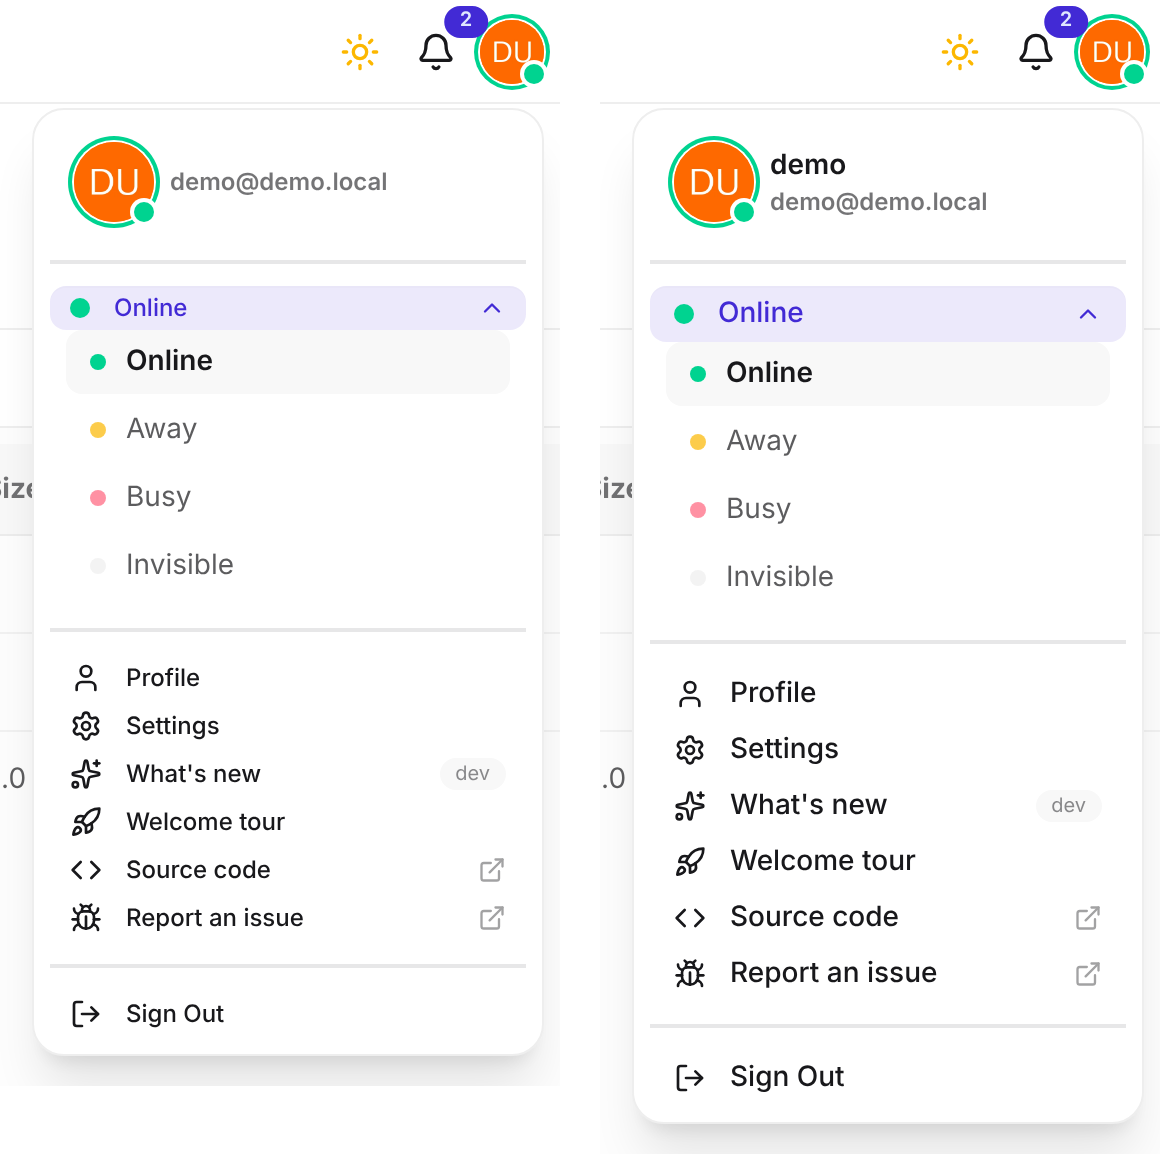 2
DU
DU
demo@demo.local
Online
Online
Away
Busy
Invisible
Profile
Settings
What's new
dev
Welcome tour
Source code
Report an issue
Sign Out
.0
2
DU
DU
demo
demo@demo.local
Online
Online
Away
Busy
Invisible
Profile
Settings
What's new
dev
Welcome tour
Source code
Report an issue
Sign Out
.0